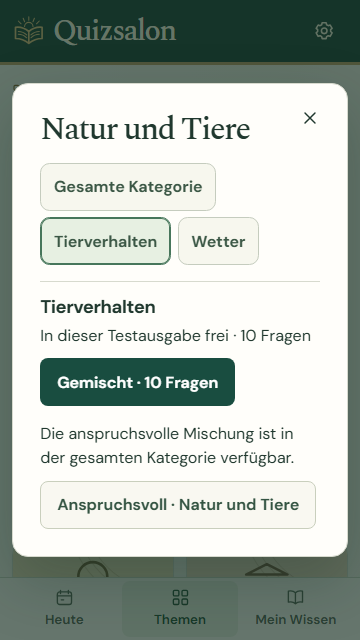 Quizsalon
Natur und Tiere
Gesamte Kategorie
Tierverhalten
Wetter
Tierverhalten
In dieser Testausgabe frei · 10 Fragen
Gemischt · 10 Fragen
Die anspruchsvolle Mischung ist in
der gesamten Kategorie verfügbar.
Anspruchsvoll · Natur und Tiere
Heute
Themen
Mein Wissen